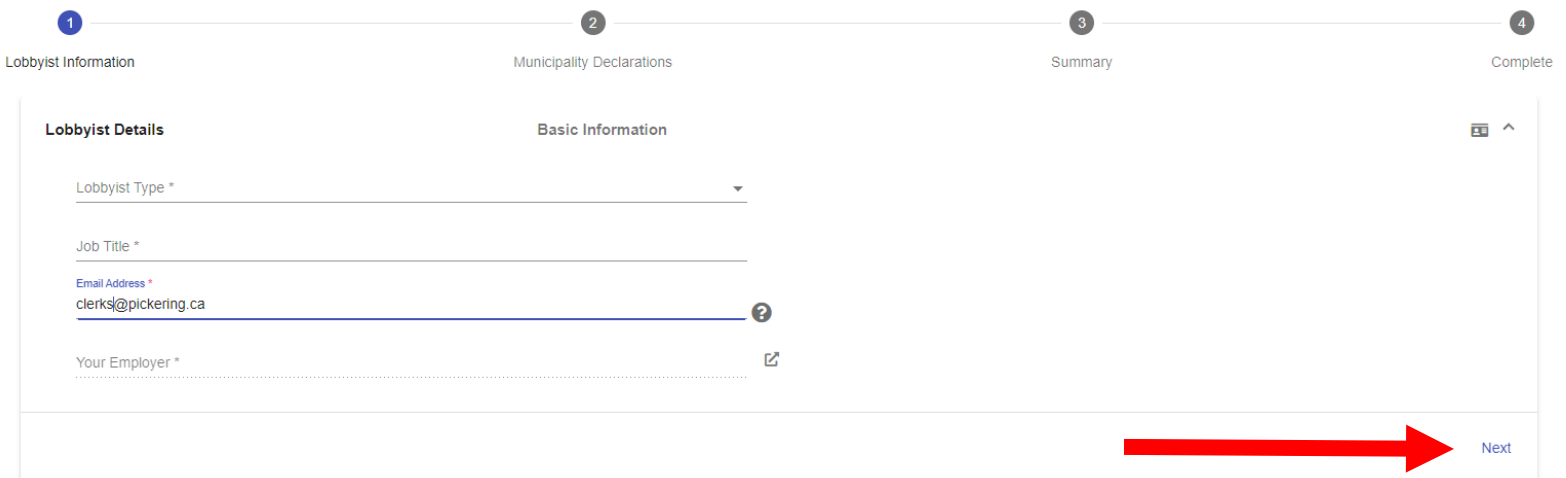 1 2 3 4
Lobbyist Information Municipality Declarations Summary Complete
Lobbyist Details Basic Information
Lobbyist Type *
Job Title *
Email Address *
clerks@pickering.ca
?
Your Employer *
Next